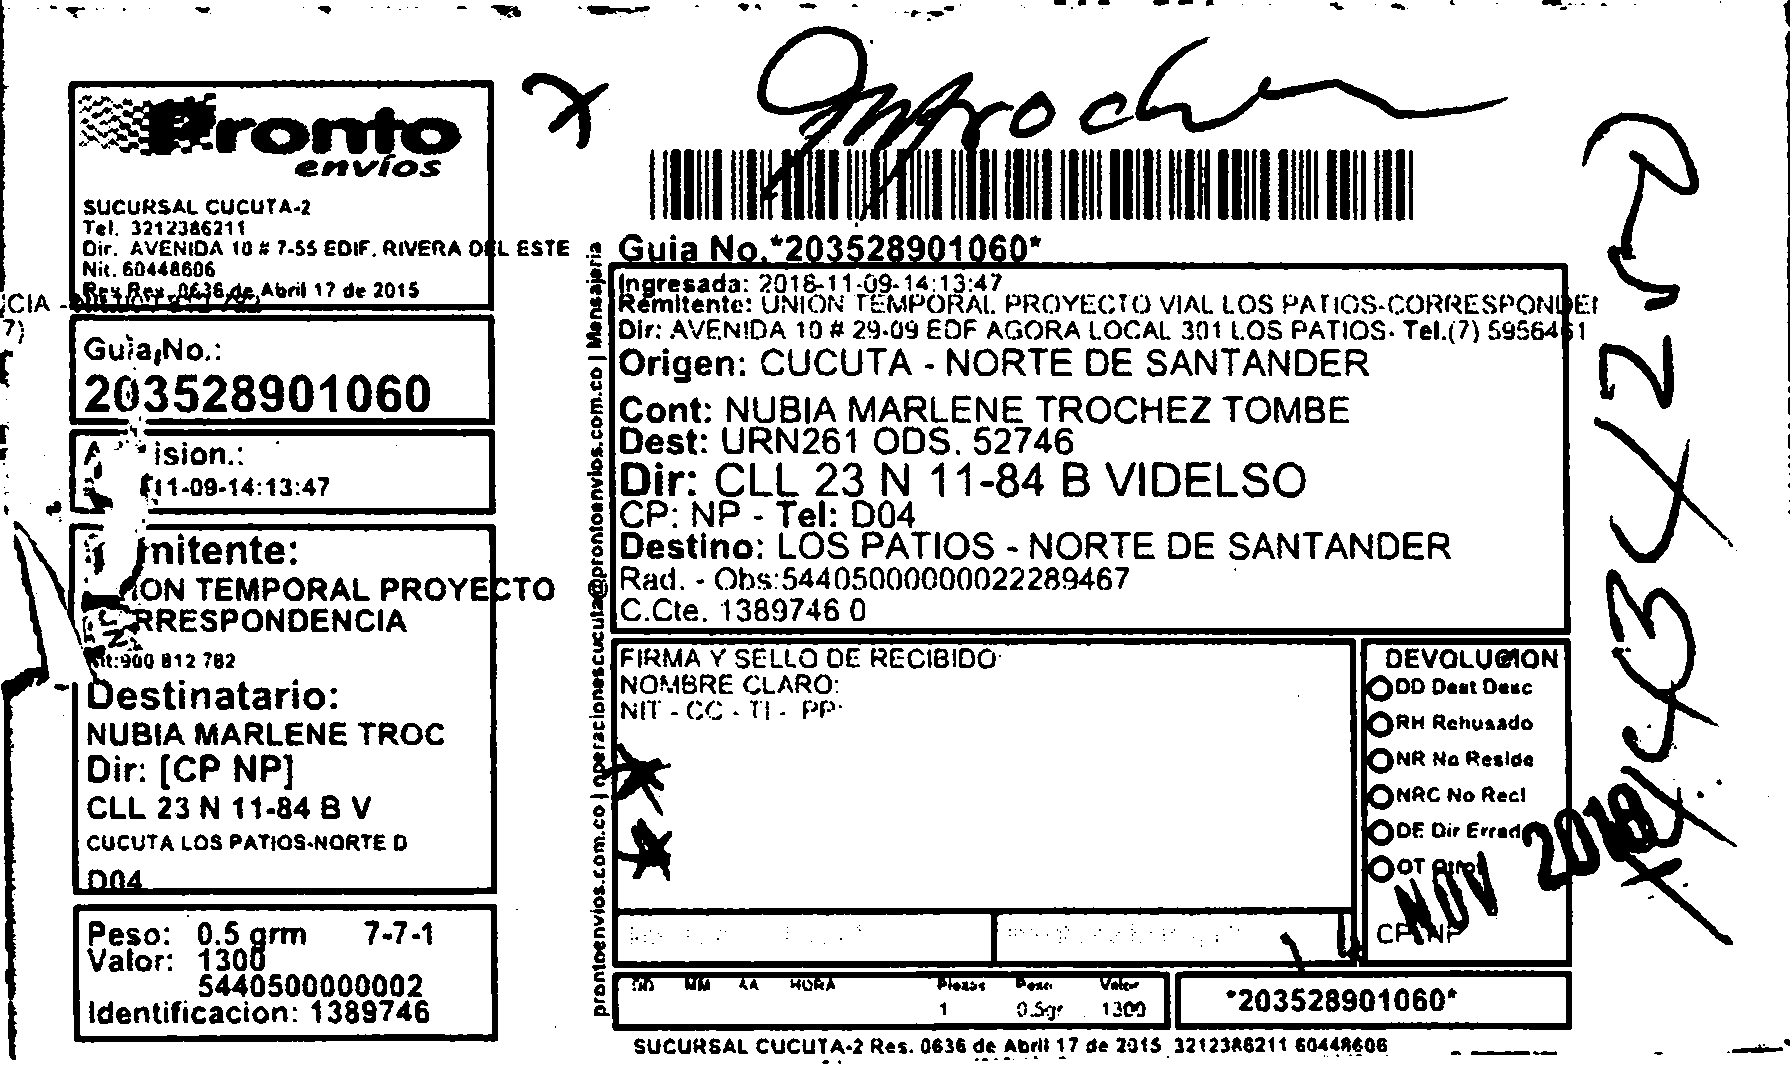 Pronto
envíos
SUCURSAL CUCUTA-2
Tel. 3212386211
Dir. AVENIDA 10 # 7-55 EDIF. RIVERA DEL ESTE
Nit. 60448606
Res Rex. 0636 de Abril 17 de 2015
CIA -
7)
Guia No.:
203528901060
ision.:
11-09-14:13:47
mitente:
ION TEMPORAL PROYECTO
RRESPONDENCIA
Nit:900 812 782
Destinatario:
NUBIA MARLENE TROC
Dir: [CP NP]
CLL 23 N 11-84 B V
CUCUTA LOS PATIOS-NORTE D
D04
Peso: 0.5 grm 7-7-1
Valor: 1300
5440500000002
Identificacion: 1389746
prontoenvios.com.co | operacionescucuta@prontoenvios.com.co | Mensajeria
Guia No.*203528901060*
Ingresada: 2018-11-09-14:13:47
Remitente: UNION TEMPORAL PROYECTO VIAL LOS PATIOS-CORRESPONDEN
Dir: AVENIDA 10 # 29-09 EDF AGORA LOCAL 301 LOS PATIOS- Tel.(7) 5956461
Origen: CUCUTA - NORTE DE SANTANDER
Cont: NUBIA MARLENE TROCHEZ TOMBE
Dest: URN261 ODS. 52746
Dir: CLL 23 N 11-84 B VIDELSO
CP: NP - Tel: D04
Destino: LOS PATIOS - NORTE DE SANTANDER
Rad. - Obs:54405000000022289467
C.Cte. 1389746 0
FIRMA Y SELLO DE RECIBIDO
NOMBRE CLARO:
NIT - CC - TI - PP:
DEVOLUCION
DD Dest Desc
RH Rehusado
NR No Reside
NRC No Recl
DE Dir Errad
OT Otros
CP: NP
NOV 2018
DD MM AA HORA Piezas Peso Valor
1 0.5gr 1300
*203528901060*
SUCURSAL CUCUTA-2 Res. 0636 de Abril 17 de 2015 3212386211 60448606